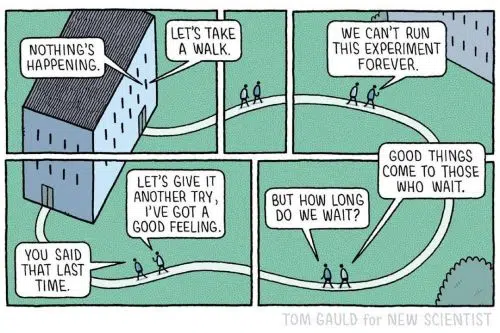 NOTHING'S
HAPPENING.
LET'S TAKE
A WALK.
WE CAN'T RUN
THIS EXPERIMENT
FOREVER.
GOOD THINGS
COME TO THOSE
WHO WAIT.
BUT HOW LONG
DO WE WAIT?
LET'S GIVE IT
ANOTHER TRY,
I'VE GOT A
GOOD FEELING.
YOU SAID
THAT LAST
TIME.
TOM GAULD for NEW SCIENTIST